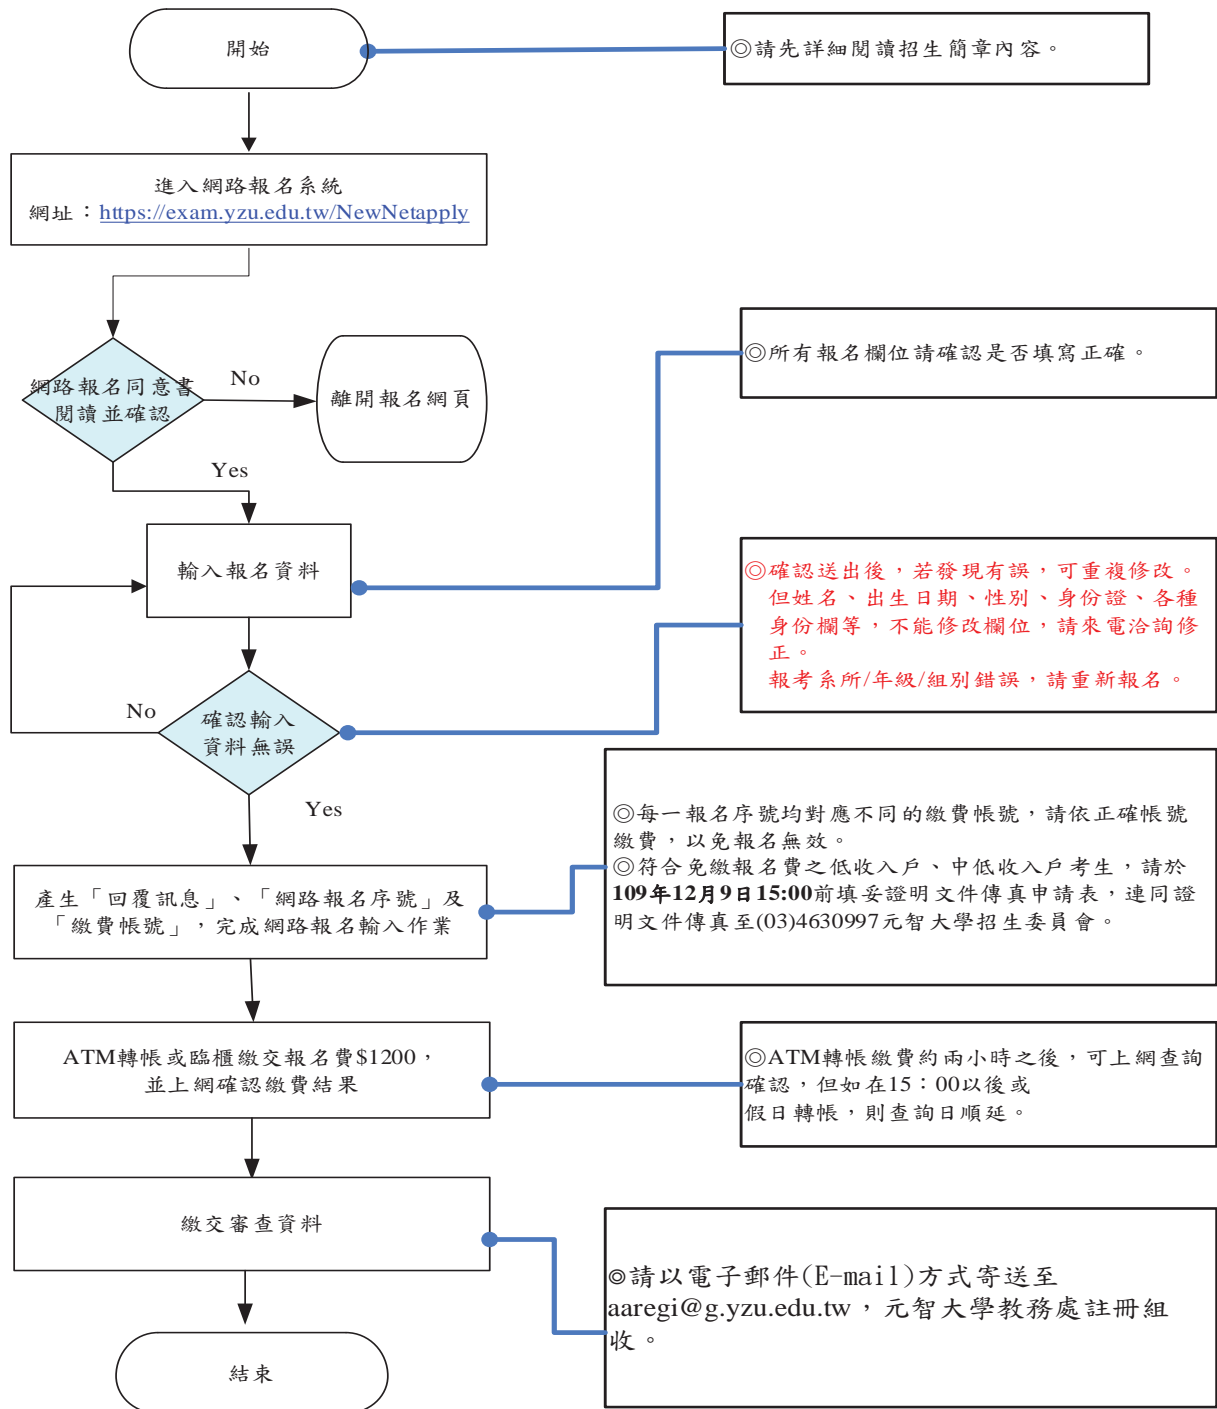 開始
◎請先詳細閱讀招生簡章內容。
進入網路報名系統
網址：https://exam.yzu.edu.tw/NewNetapply
◎所有報名欄位請確認是否填寫正確。
網路報名同意書
閱讀並確認
No
離開報名網頁
Yes
輸入報名資料
◎確認送出後，若發現有誤，可重複修改。
但姓名、出生日期、性別、身份證、各種
身份欄等，不能修改欄位，請來電洽詢修
正。
報考系所/年級/組別錯誤，請重新報名。
No
確認輸入
資料無誤
Yes
◎每一報名序號均對應不同的繳費帳號，請依正確帳號
繳費，以免報名無效。
◎符合免繳報名費之低收入戶、中低收入戶考生，請於
109年12月9日15:00前填妥證明文件傳真申請表，連同證
明文件傳真至(03)4630997元智大學招生委員會。
產生「回覆訊息」、「網路報名序號」及
「繳費帳號」，完成網路報名輸入作業
ATM轉帳或臨櫃繳交報名費$1200，
並上網確認繳費結果
◎ATM轉帳繳費約兩小時之後，可上網查詢
確認，但如在15：00以後或
假日轉帳，則查詢日順延。
繳交審查資料
◎請以電子郵件(E-mail)方式寄送至
aaregi@g.yzu.edu.tw，元智大學教務處註冊組
收。
結束